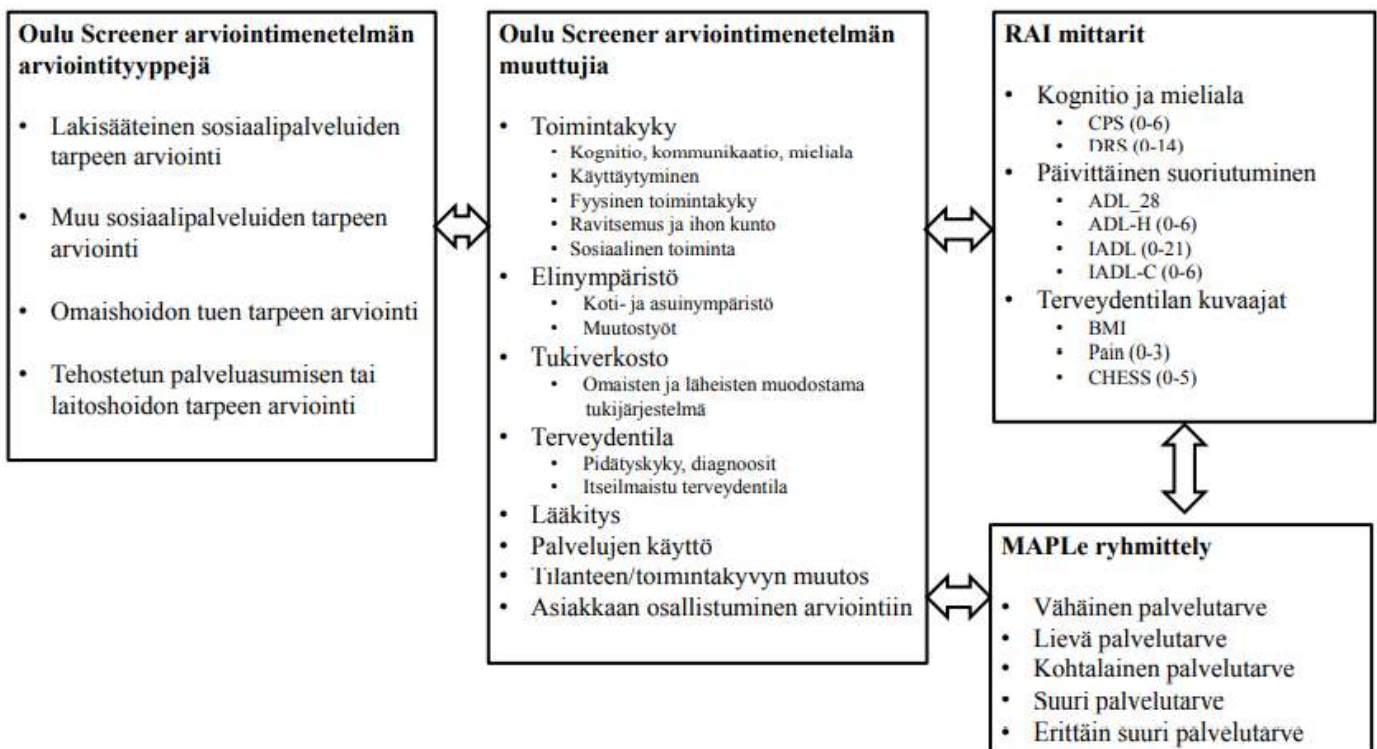 Oulu Screener arviointimenetelmän
arviointityyppejä
• Lakisääteinen sosiaalipalveluiden
tarpeen arviointi
• Muu sosiaalipalveluiden tarpeen
arviointi
• Omaishoidon tuen tarpeen arviointi
• Tehostetun palveluasumisen tai
laitoshoidon tarpeen arviointi
Oulu Screener arviointimenetelmän
muuttujia
• Toimintakyky
• Kognitio, kommunikaatio, mieliala
• Käyttäytyminen
• Fyysinen toimintakyky
• Ravitsemus ja ihon kunto
• Sosiaalinen toiminta
• Elinympäristö
• Koti- ja asuinympäristö
• Muutostyöt
• Tukiverkosto
• Omaisten ja läheisten muodostama
tukijärjestelmä
• Terveydentila
• Pidätyskyky, diagnoosit
• Itseilmaistu terveydentila
• Lääkitys
• Palvelujen käyttö
• Tilanteen/toimintakyvyn muutos
• Asiakkaan osallistuminen arviointiin
RAI mittarit
• Kognitio ja mieliala
• CPS (0-6)
• DRS (0-14)
• Päivittäinen suoriutuminen
• ADL_28
• ADL-H (0-6)
• IADL (0-21)
• IADL-C (0-6)
• Terveydentilan kuvaajat
• BMI
• Pain (0-3)
• CHESS (0-5)
MAPLe ryhmittely
• Vähäinen palvelutarve
• Lievä palvelutarve
• Kohtalainen palvelutarve
• Suuri palvelutarve
• Erittäin suuri palvelutarve